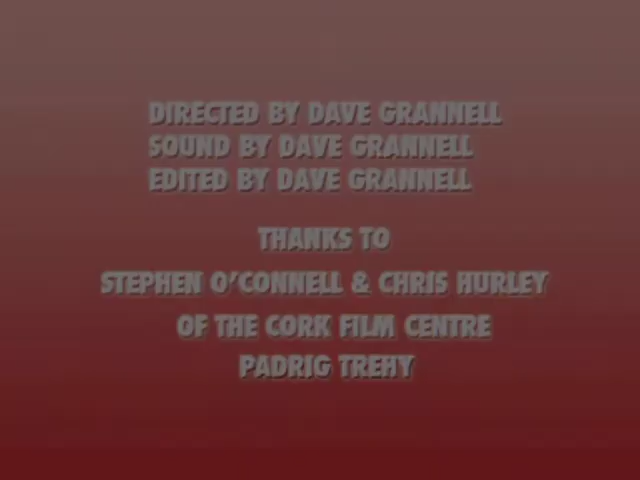 DIRECTED BY DAVE GRANNELL
SOUND BY DAVE GRANNELL
EDITED BY DAVE GRANNELL
THANKS TO
STEPHEN O'CONNELL & CHRIS HURLEY
OF THE CORK FILM CENTRE
PADRIG TREHY